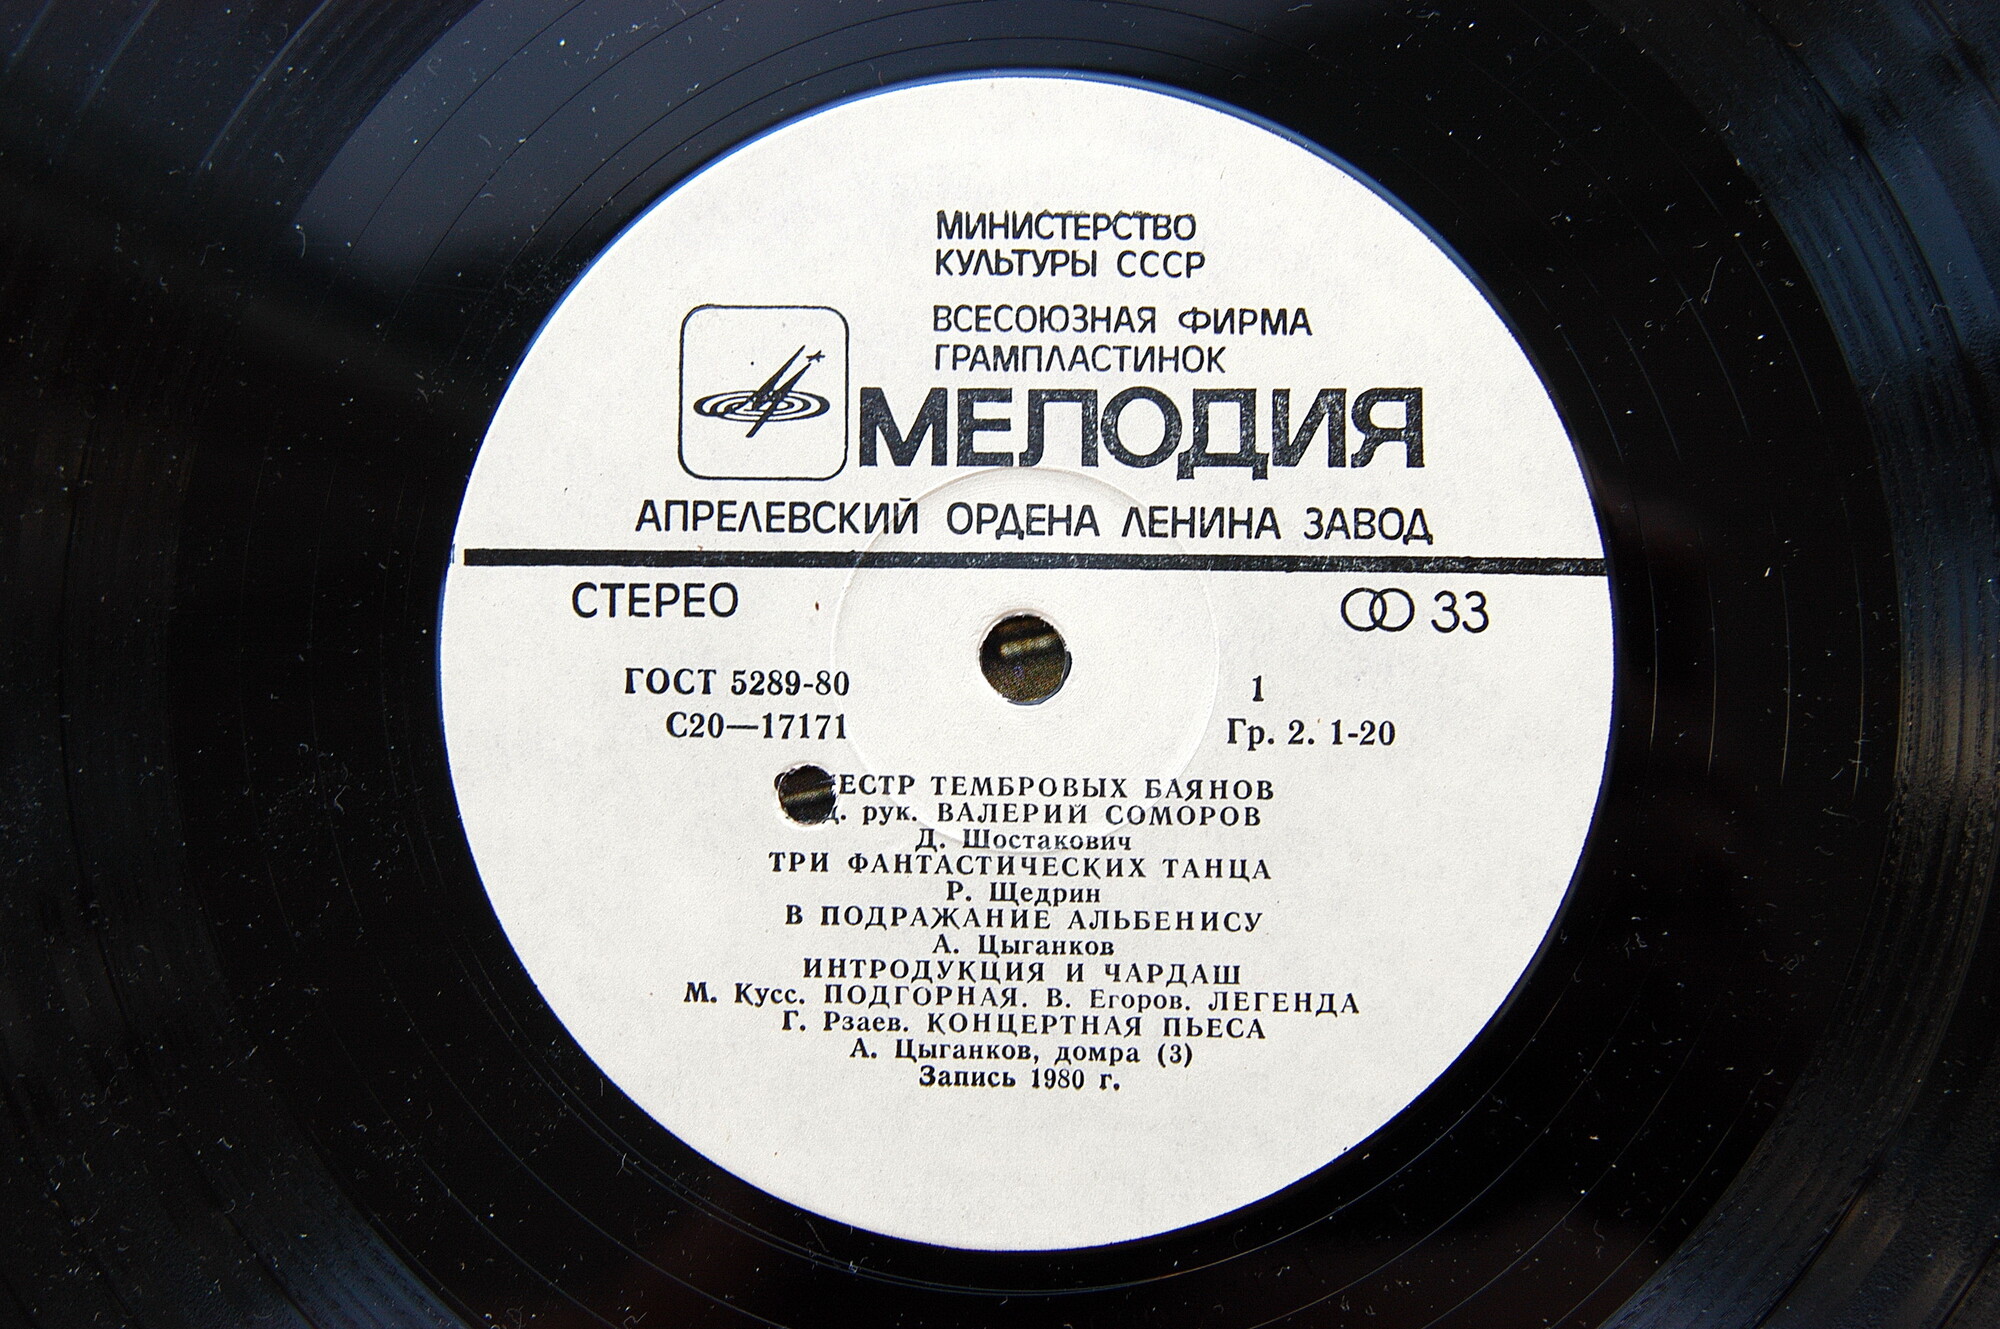 МИНИСТЕРСТВО
КУЛЬТУРЫ СССР
ВСЕСОЮЗНАЯ ФИРМА
ГРАМПЛАСТИНОК
МЕЛОДИЯ
АПРЕЛЕВСКИЙ ОРДЕНА ЛЕНИНА ЗАВОД
СТЕРЕО
33
ГОСТ 5289-80
1
С20—17171
Гр. 2. 1-20
ТЕМБРОВЫХ БАЯНОВ
рук. ВАЛЕРИЙ СОМОРОВ
Д. Шостакович
ТРИ ФАНТАСТИЧЕСКИХ ТАНЦА
Р. Щедрин
В ПОДРАЖАНИЕ АЛЬБЕНИСУ
А. Цыганков
ИНТРОДУКЦИЯ И ЧАРДАШ
М. Кусс. ПОДГОРНАЯ. В. Егоров. ЛЕГЕНДА
Г. Рзаев. КОНЦЕРТНАЯ ПЬЕСА
А. Цыганков, домра (3)
Запись 1980 г.